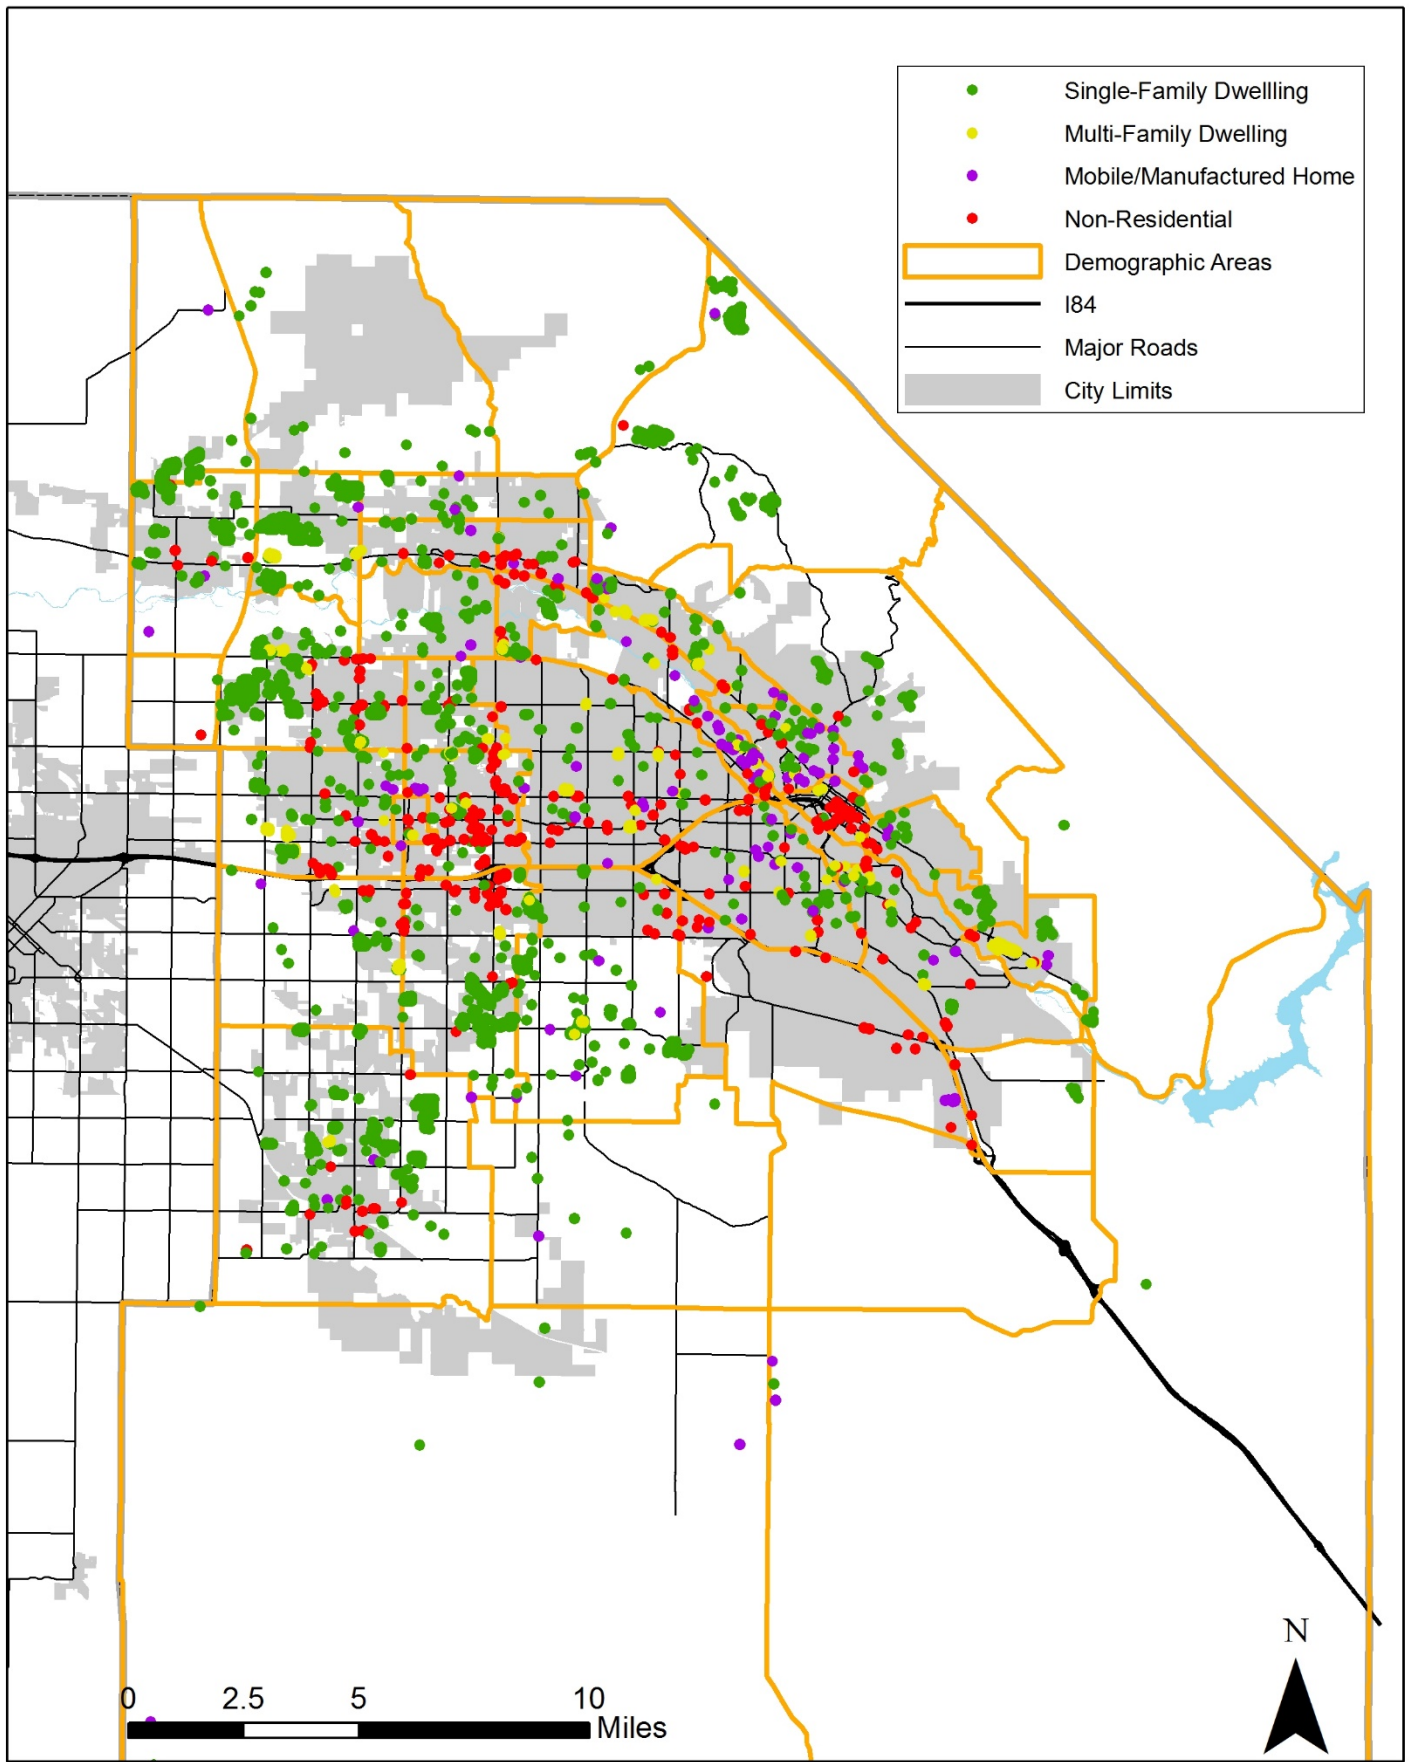 Single-Family Dwellling
Multi-Family Dwelling
Mobile/Manufactured Home
Non-Residential
Demographic Areas
I84
Major Roads
City Limits
N
0 2.5 5 10
Miles